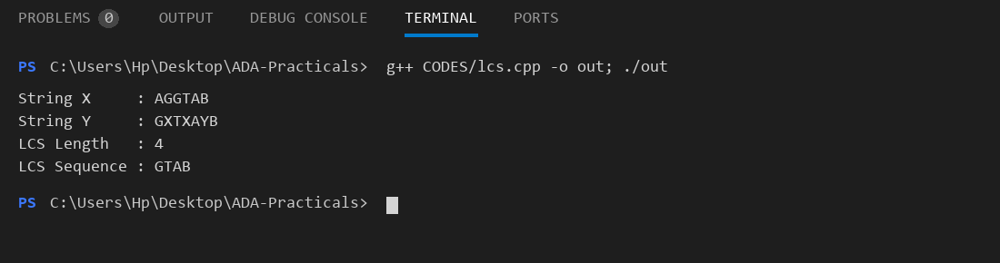 PROBLEMS 0 OUTPUT DEBUG CONSOLE TERMINAL PORTS
PS C:\Users\Hp\Desktop\ADA-Practicals> g++ CODES/lcs.cpp -o out; ./out
String X     : AGGTAB
String Y     : GXTXAYB
LCS Length   : 4
LCS Sequence : GTAB
PS C:\Users\Hp\Desktop\ADA-Practicals>